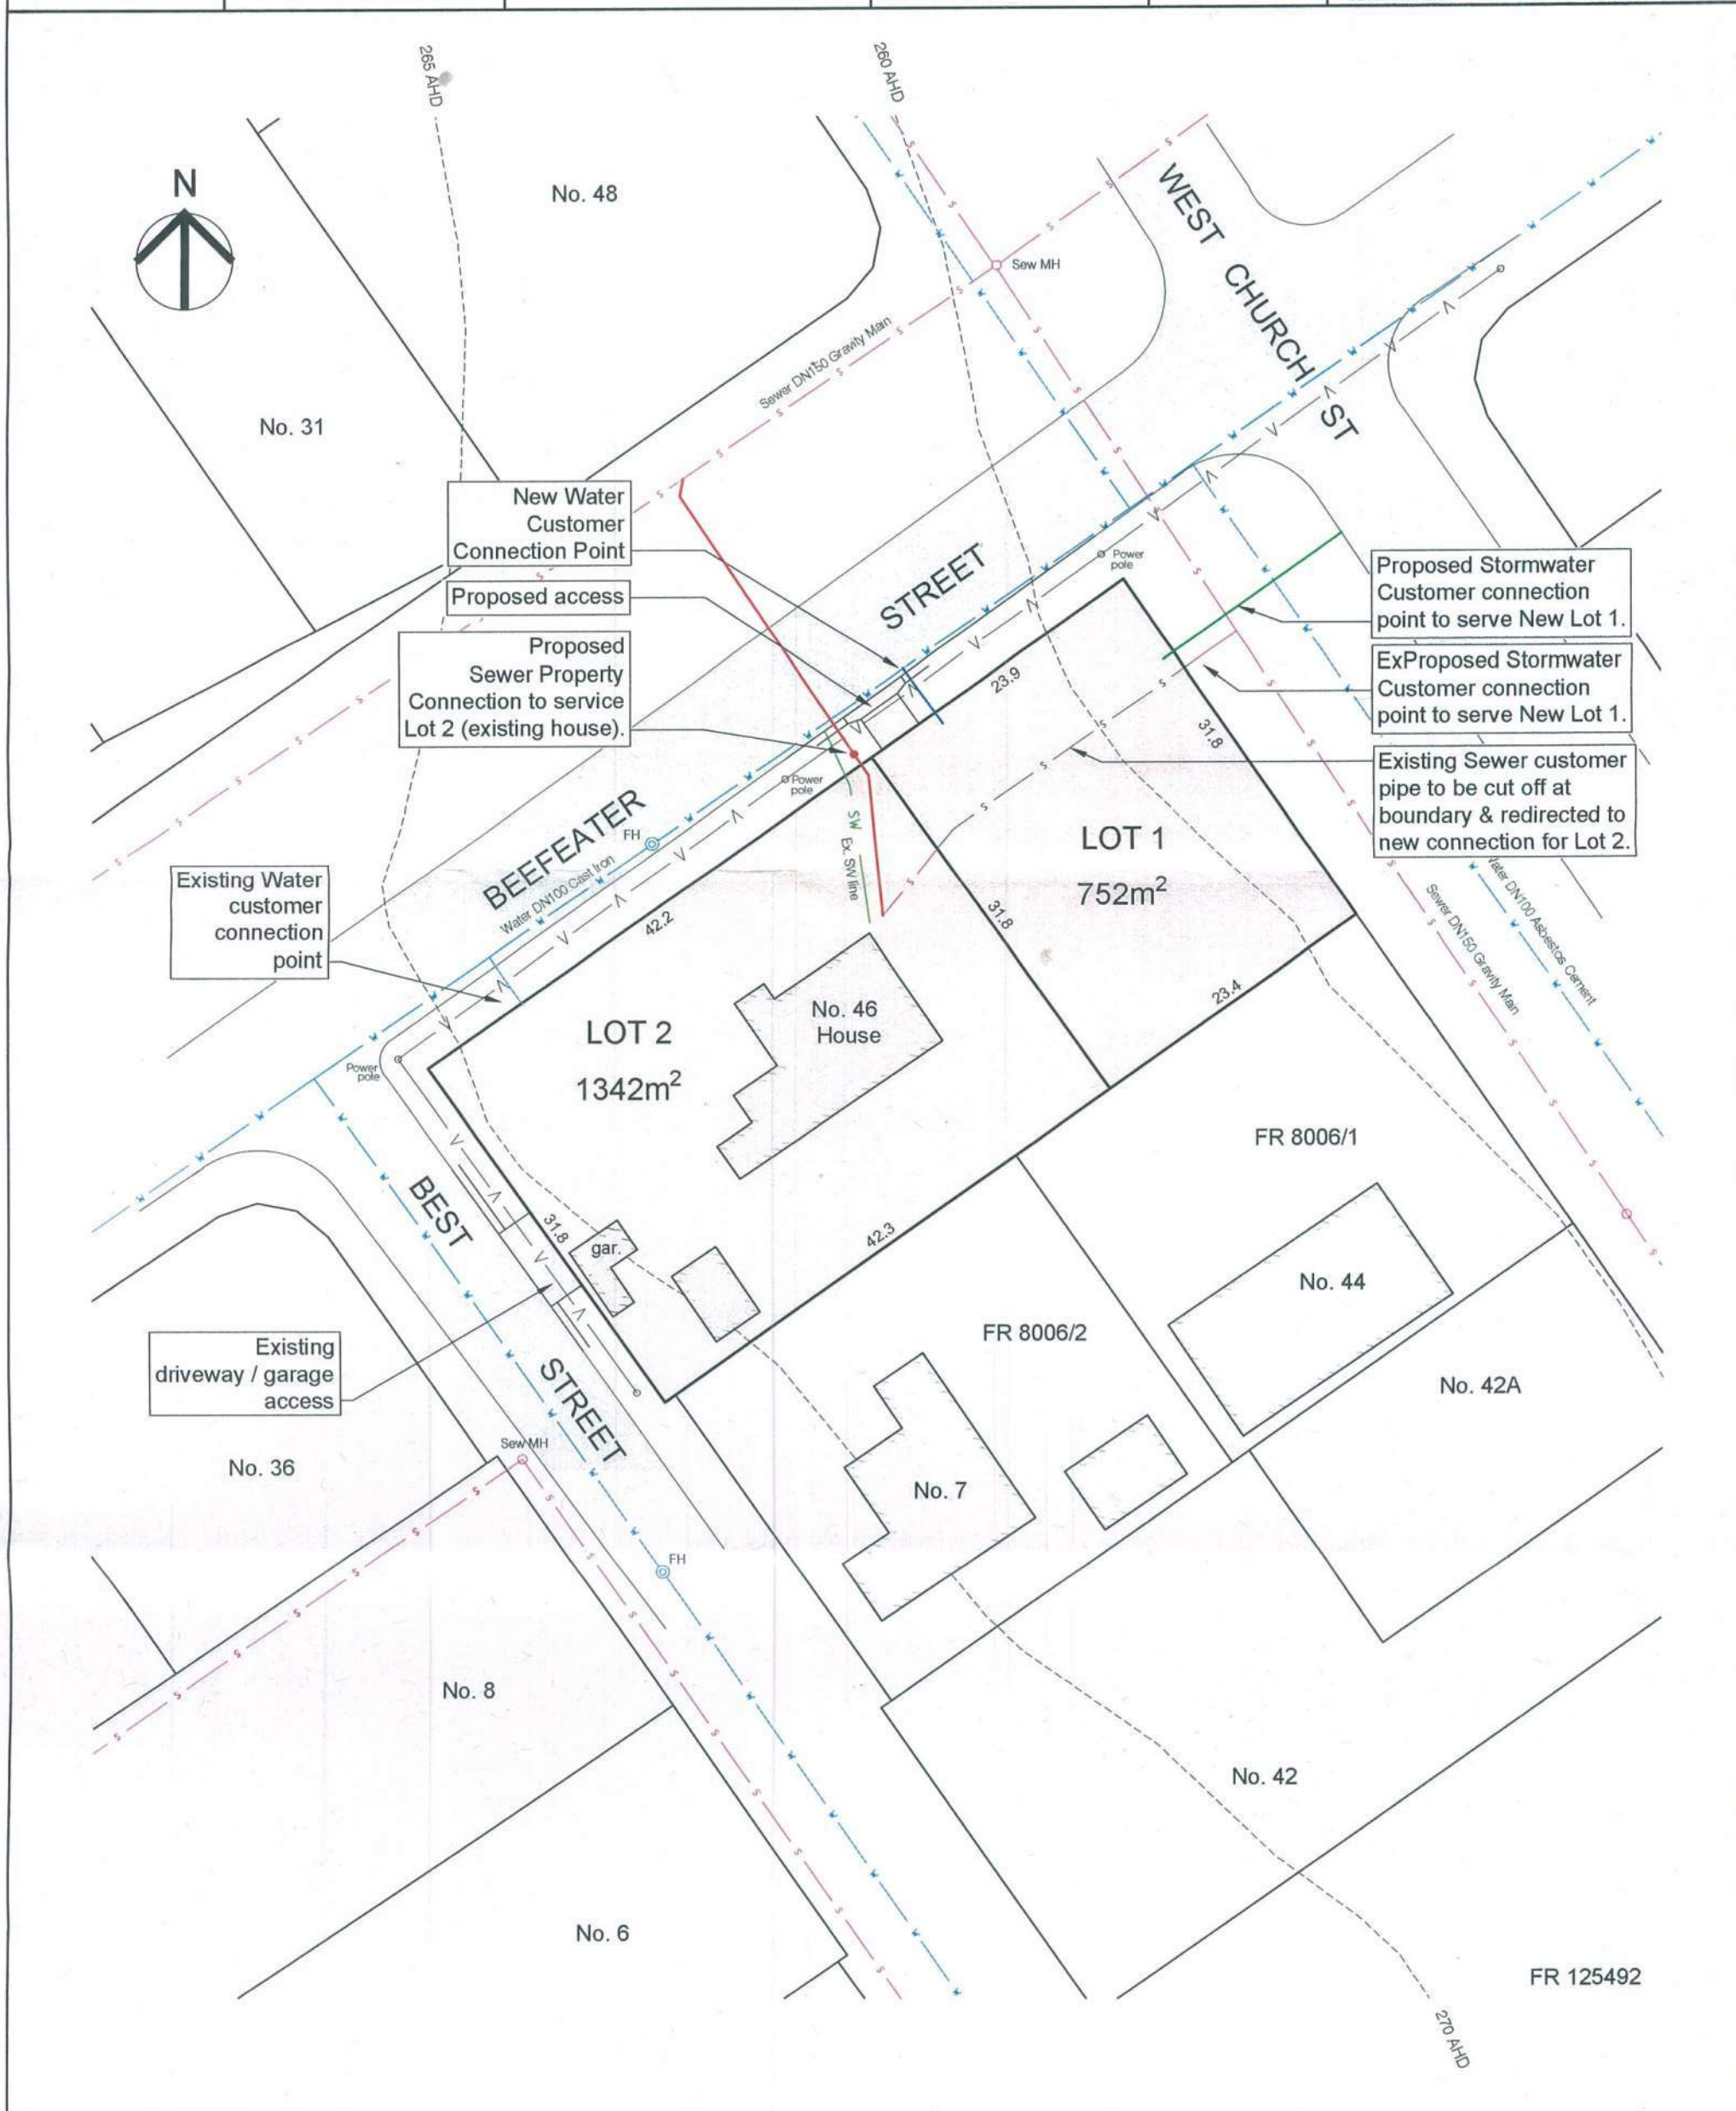 265 AHD
260 AHD
N
No. 48
WEST CHURCH ST
Sew MH
Sewer DN150 Gravity Main
No. 31
New Water
Customer
Connection Point
Proposed access
Proposed
Sewer Property
Connection to service
Lot 2 (existing house).
STREET
Power
pole
Proposed Stormwater
Customer connection
point to serve New Lot 1.
ExProposed Stormwater
Customer connection
point to serve New Lot 1.
Existing Sewer customer
pipe to be cut off at
boundary & redirected to
new connection for Lot 2.
23.9
31.8
Power
pole
BEEFEATER
FH
Water DN100 Cast Iron
SW
Ex. SW line
LOT 1
752m²
31.8
23.4
Sewer DN150 Gravity Main
Water DN100 Asbestos Cement
Existing Water
customer
connection
point
42.2
LOT 2
1342m²
No. 46
House
Power
pole
BEST
STREET
31.8
gar.
42.3
FR 8006/1
No. 44
FR 8006/2
No. 42A
Existing
driveway / garage
access
No. 36
Sew MH
No. 7
FH
No. 8
No. 42
No. 6
FR 125492
270 AHD